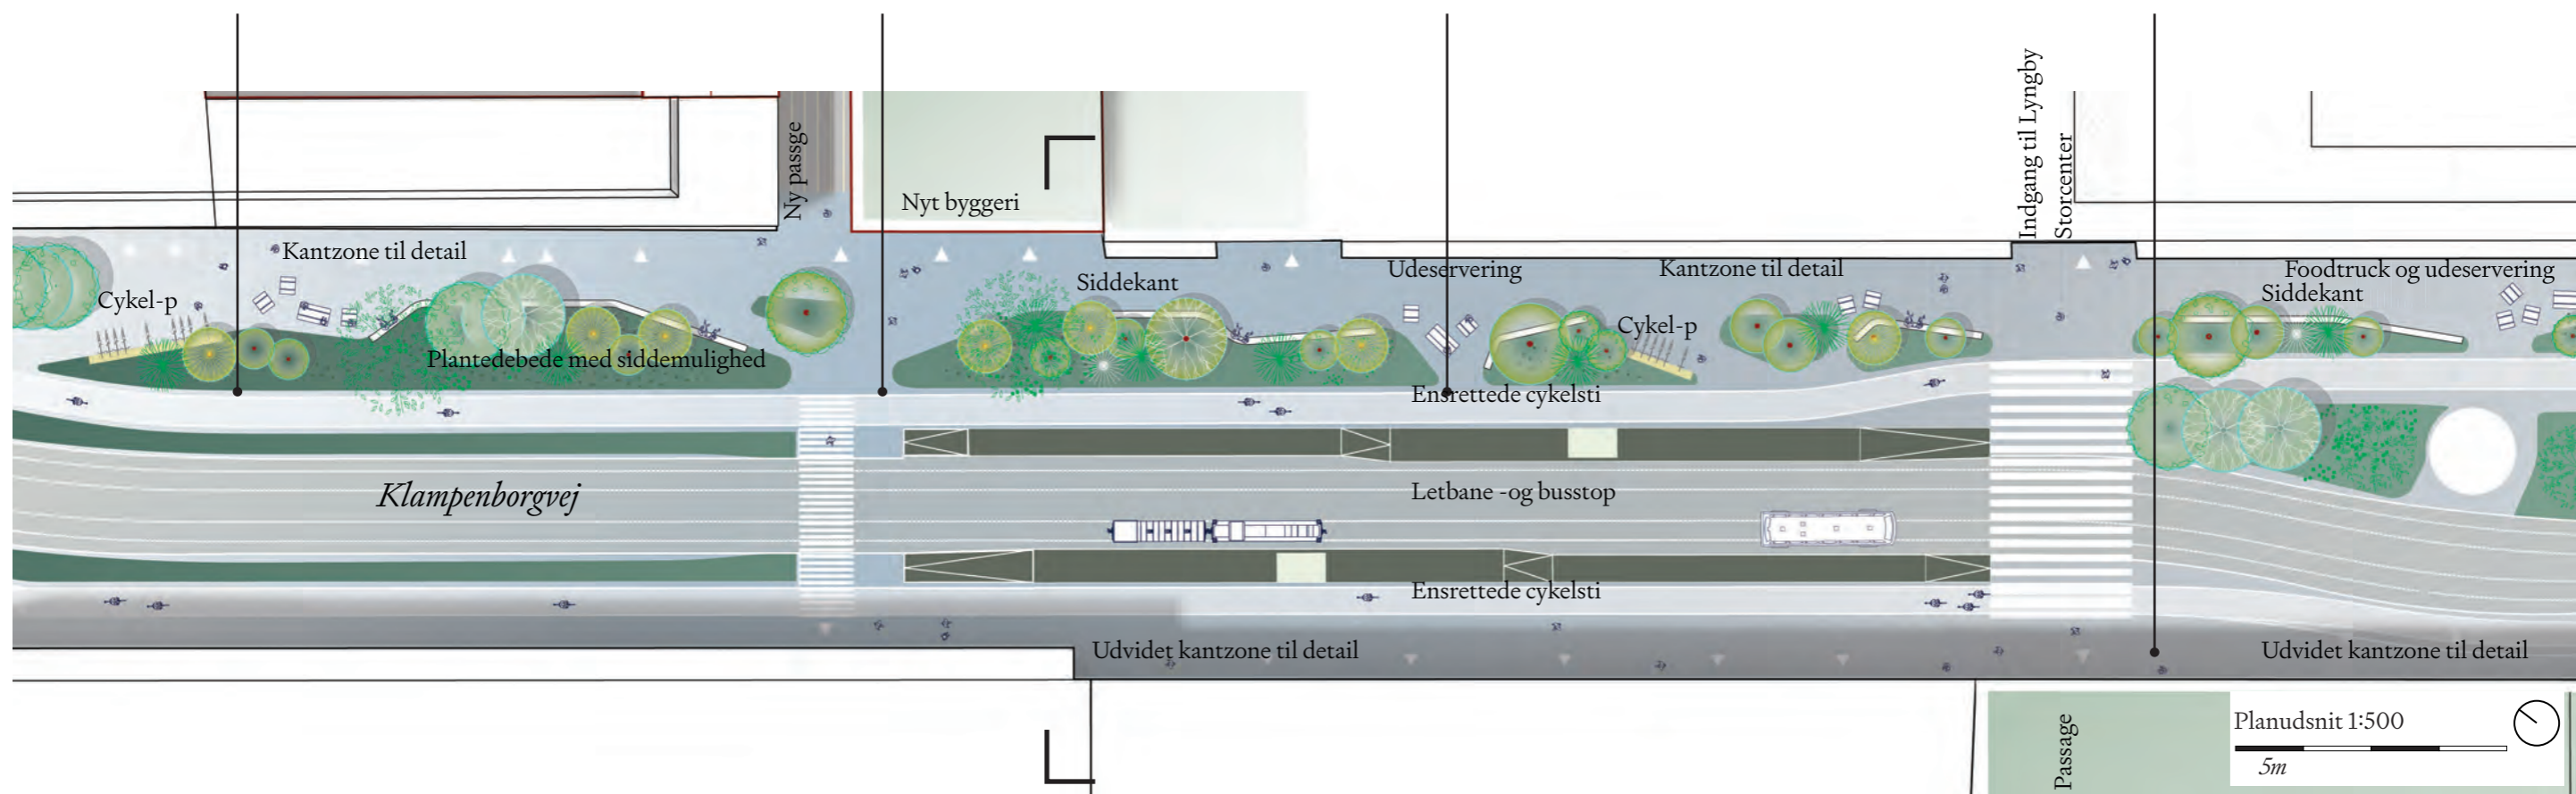 Indgang til Lyngby
Storcenter
Ny passge
Nyt byggeri
Kantzone til detail
Cykel-p
Siddekant
Udeservering
Kantzone til detail
Foodtruck og udeservering
Siddekant
Cykel-p
Plantedebede med siddemulighed
Ensrettede cykelsti
Klampenborgvej
Letbane -og busstop
Ensrettede cykelsti
Udvidet kantzone til detail
Udvidet kantzone til detail
Passage
Planudsnit 1:500
5m